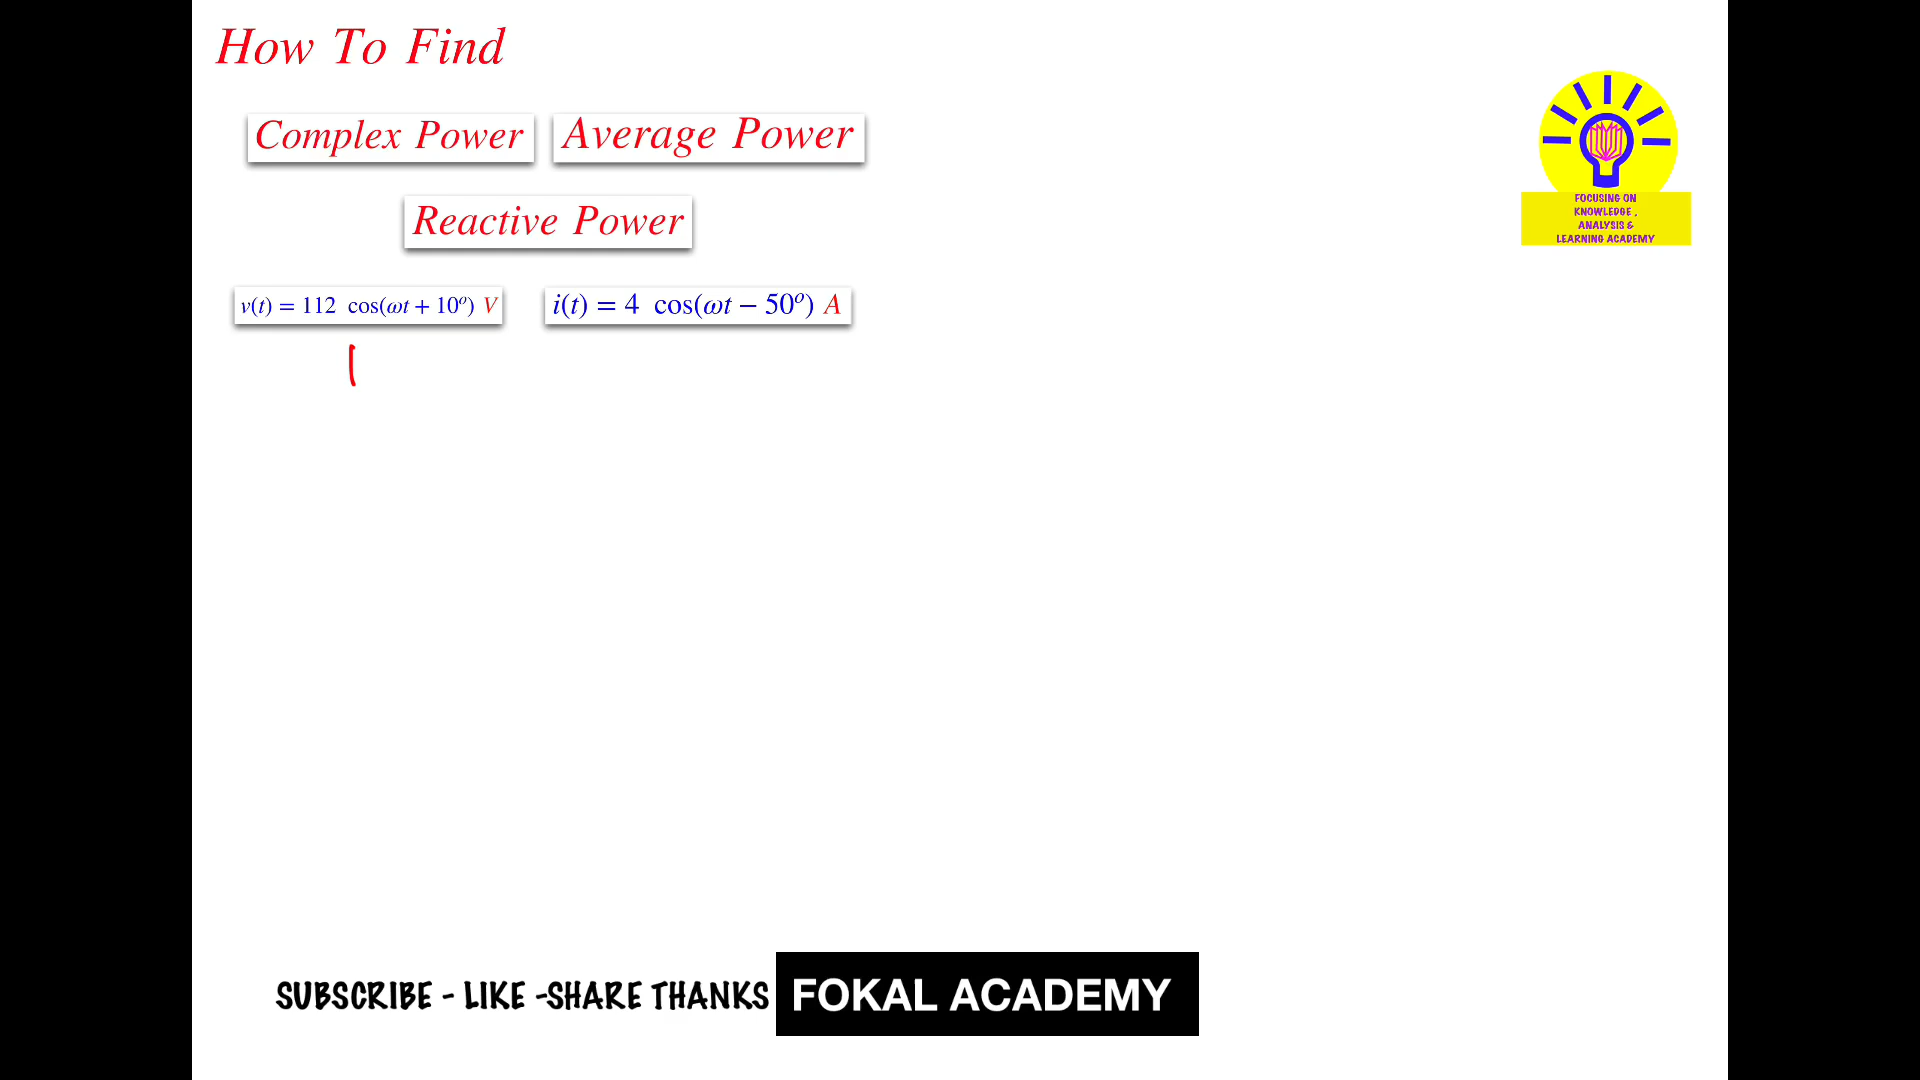 How To Find
Complex Power Average Power
Reactive Power
v(t) = 112 cos(ωt + 10°) V i(t) = 4 cos(ωt − 50°) A
FOCUSING ON
KNOWLEDGE ,
ANALYSIS &
LEARNING ACADEMY
SUBSCRIBE - LIKE -SHARE THANKS FOKAL ACADEMY